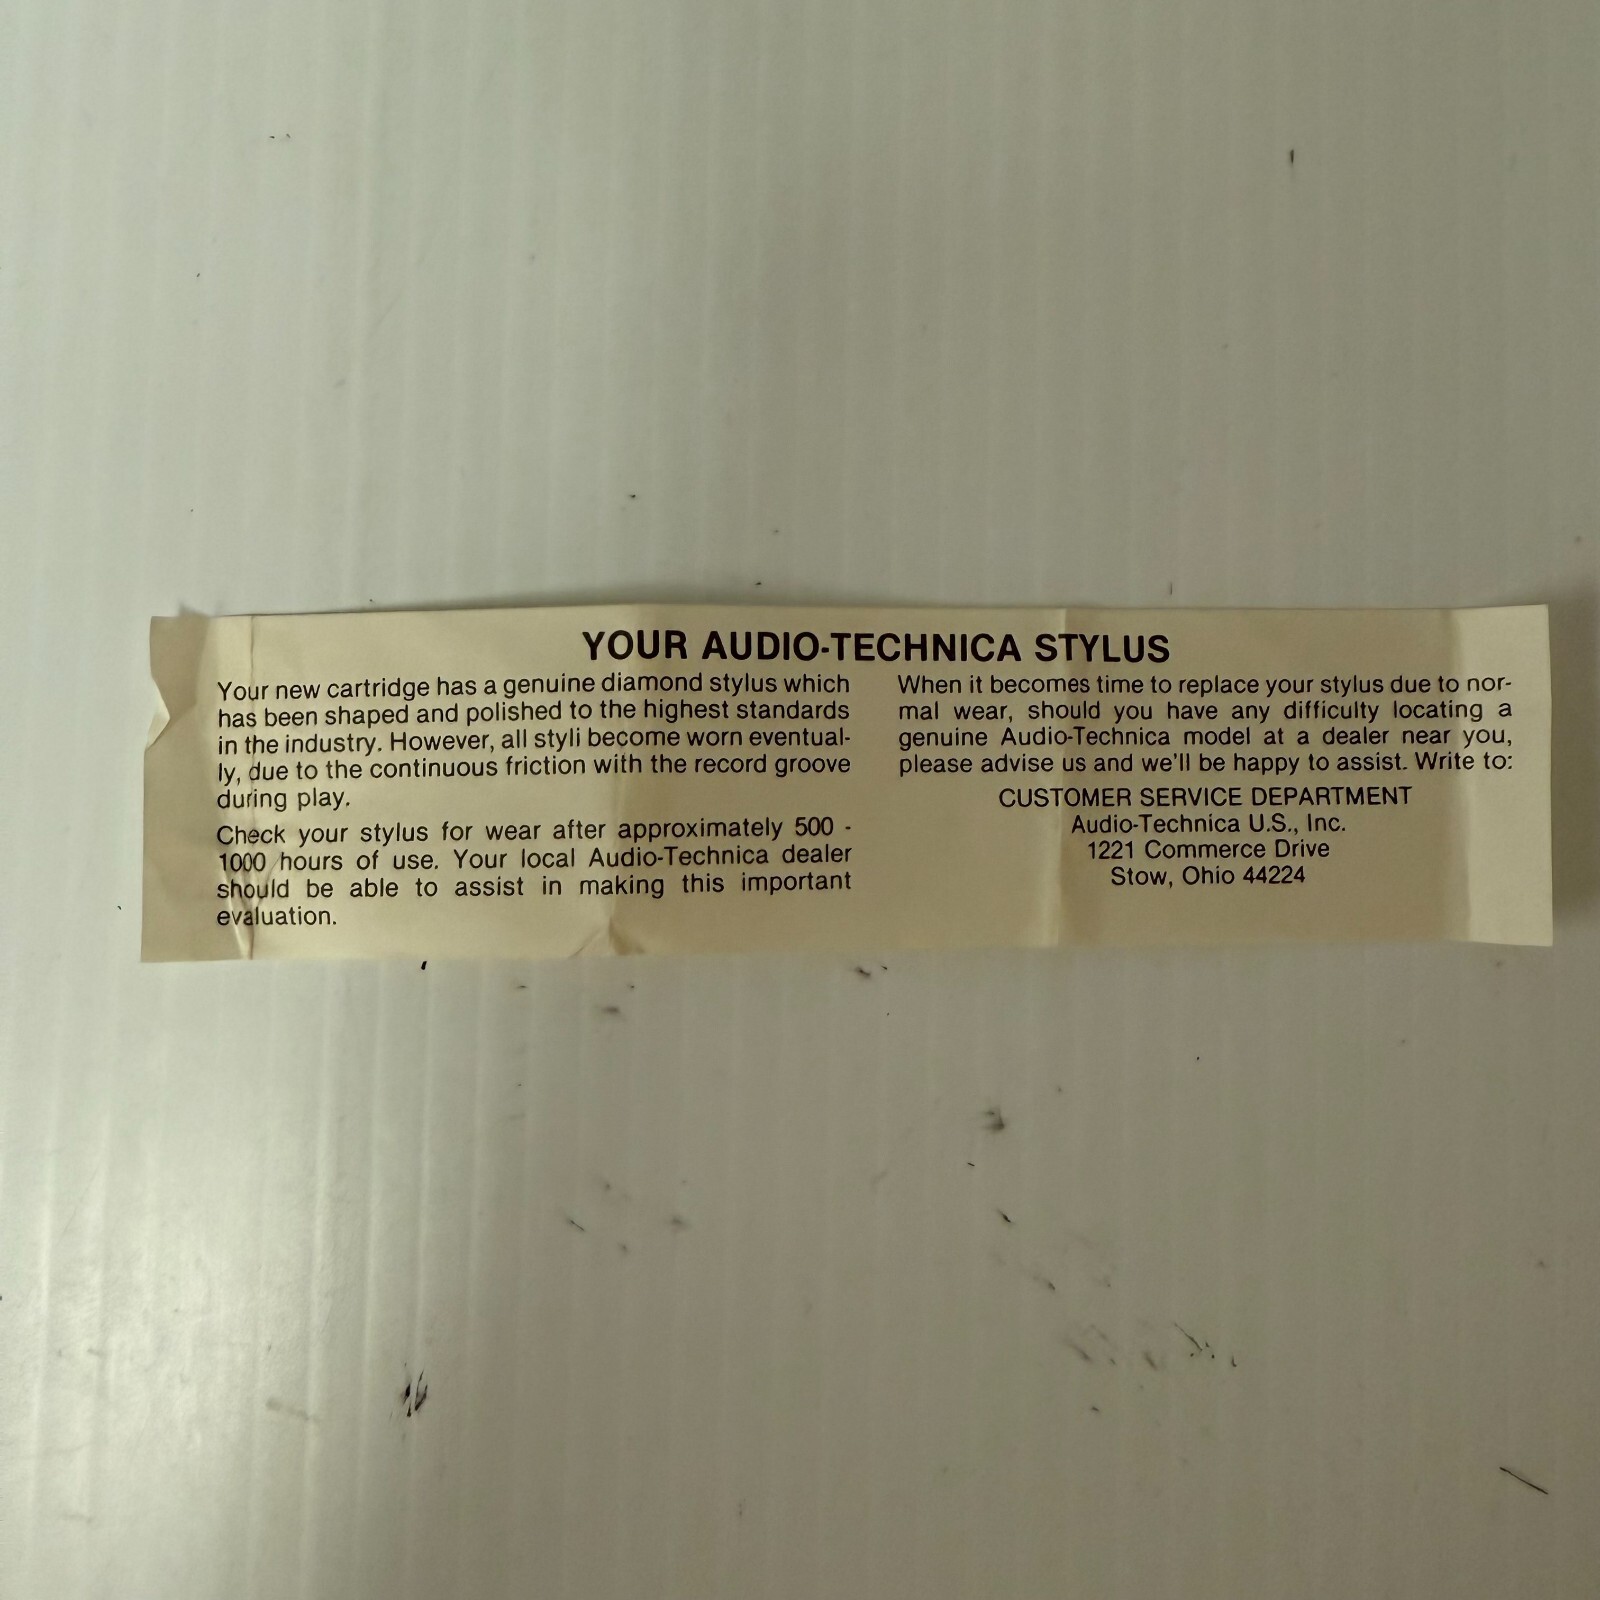 YOUR AUDIO-TECHNICA STYLUS
Your new cartridge has a genuine diamond stylus which
has been shaped and polished to the highest standards
in the industry. However, all styli become worn eventual-
ly, due to the continuous friction with the record groove
during play.
Check your stylus for wear after approximately 500 -
1000 hours of use. Your local Audio-Technica dealer
should be able to assist in making this important
evaluation.
When it becomes time to replace your stylus due to nor-
mal wear, should you have any difficulty locating a
genuine Audio-Technica model at a dealer near you,
please advise us and we'll be happy to assist. Write to:
CUSTOMER SERVICE DEPARTMENT
Audio-Technica U.S., Inc.
1221 Commerce Drive
Stow, Ohio 44224